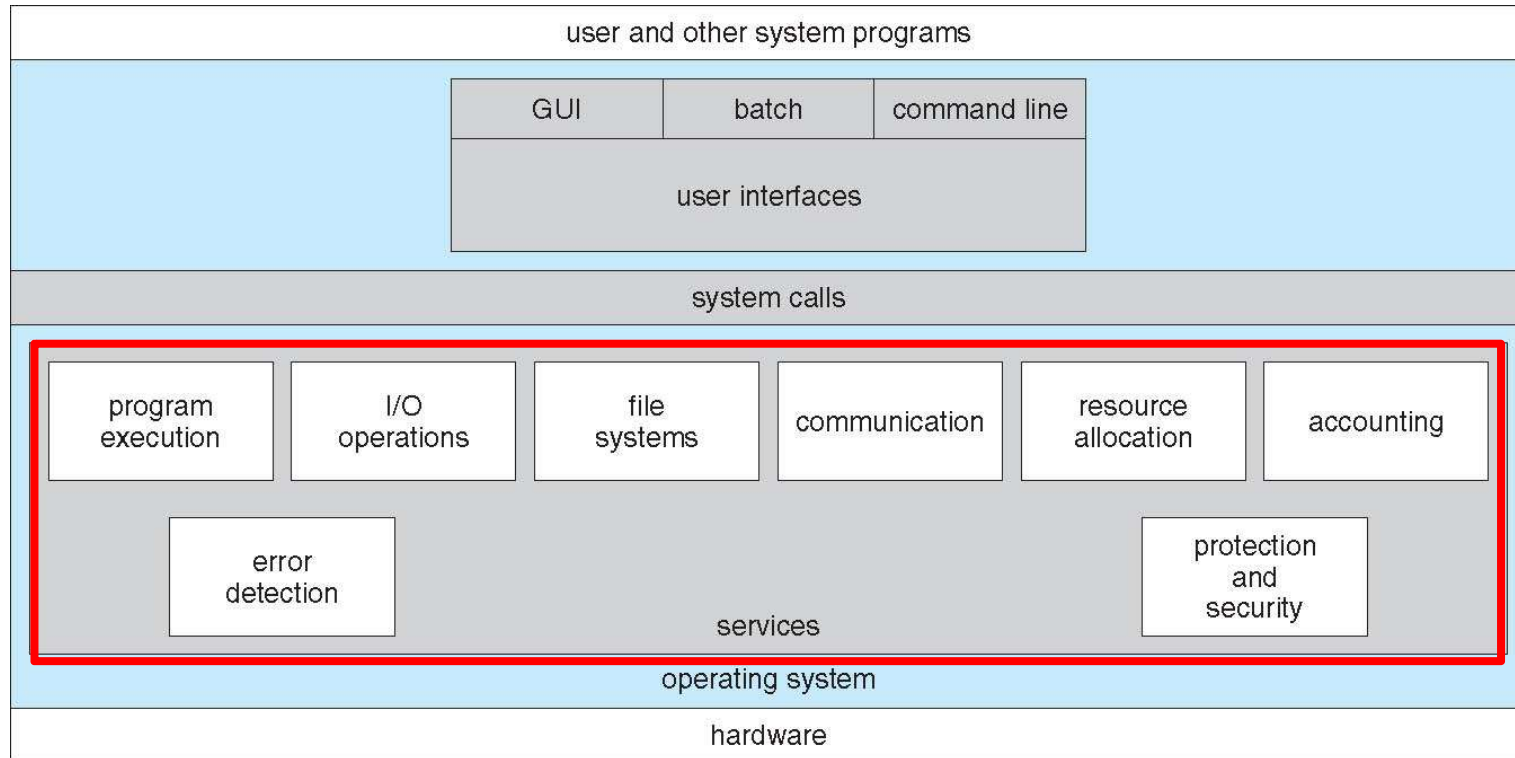 user and other system programs
GUI
batch
command line
user interfaces
system calls
program
execution
I/O
operations
file
systems
communication
resource
allocation
accounting
error
detection
protection
and
security
services
operating system
hardware